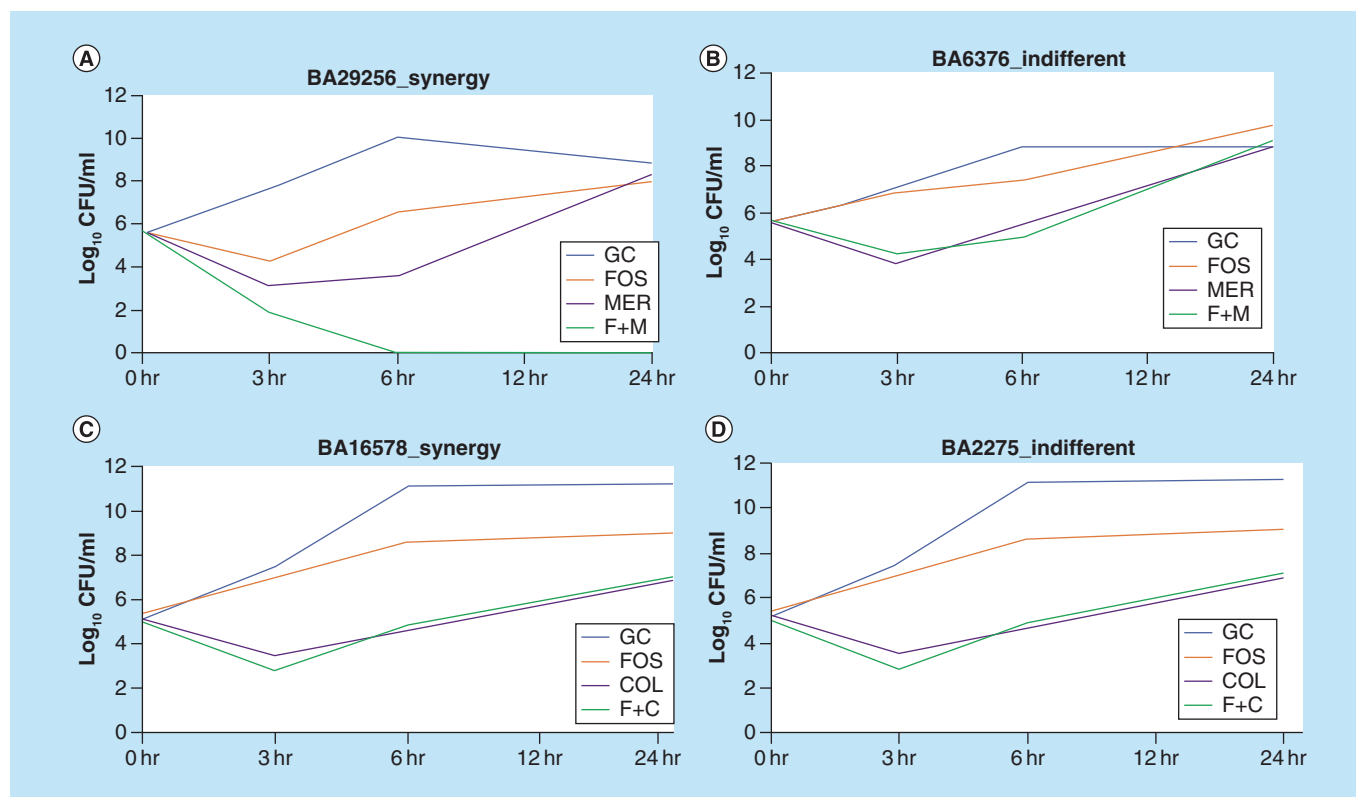 A
BA29256_synergy
Log10 CFU/ml
12
10
8
6
4
2
0
0 hr
3 hr
6 hr
12 hr
24 hr
GC
FOS
MER
F+M
B
BA6376_indifferent
Log10 CFU/ml
12
10
8
6
4
2
0
0 hr
3 hr
6 hr
12 hr
24 hr
GC
FOS
MER
F+M
C
BA16578_synergy
Log10 CFU/ml
12
10
8
6
4
2
0
0 hr
3 hr
6 hr
12 hr
24 hr
GC
FOS
COL
F+C
D
BA2275_indifferent
Log10 CFU/ml
12
10
8
6
4
2
0
0 hr
3 hr
6 hr
12 hr
24 hr
GC
FOS
COL
F+C